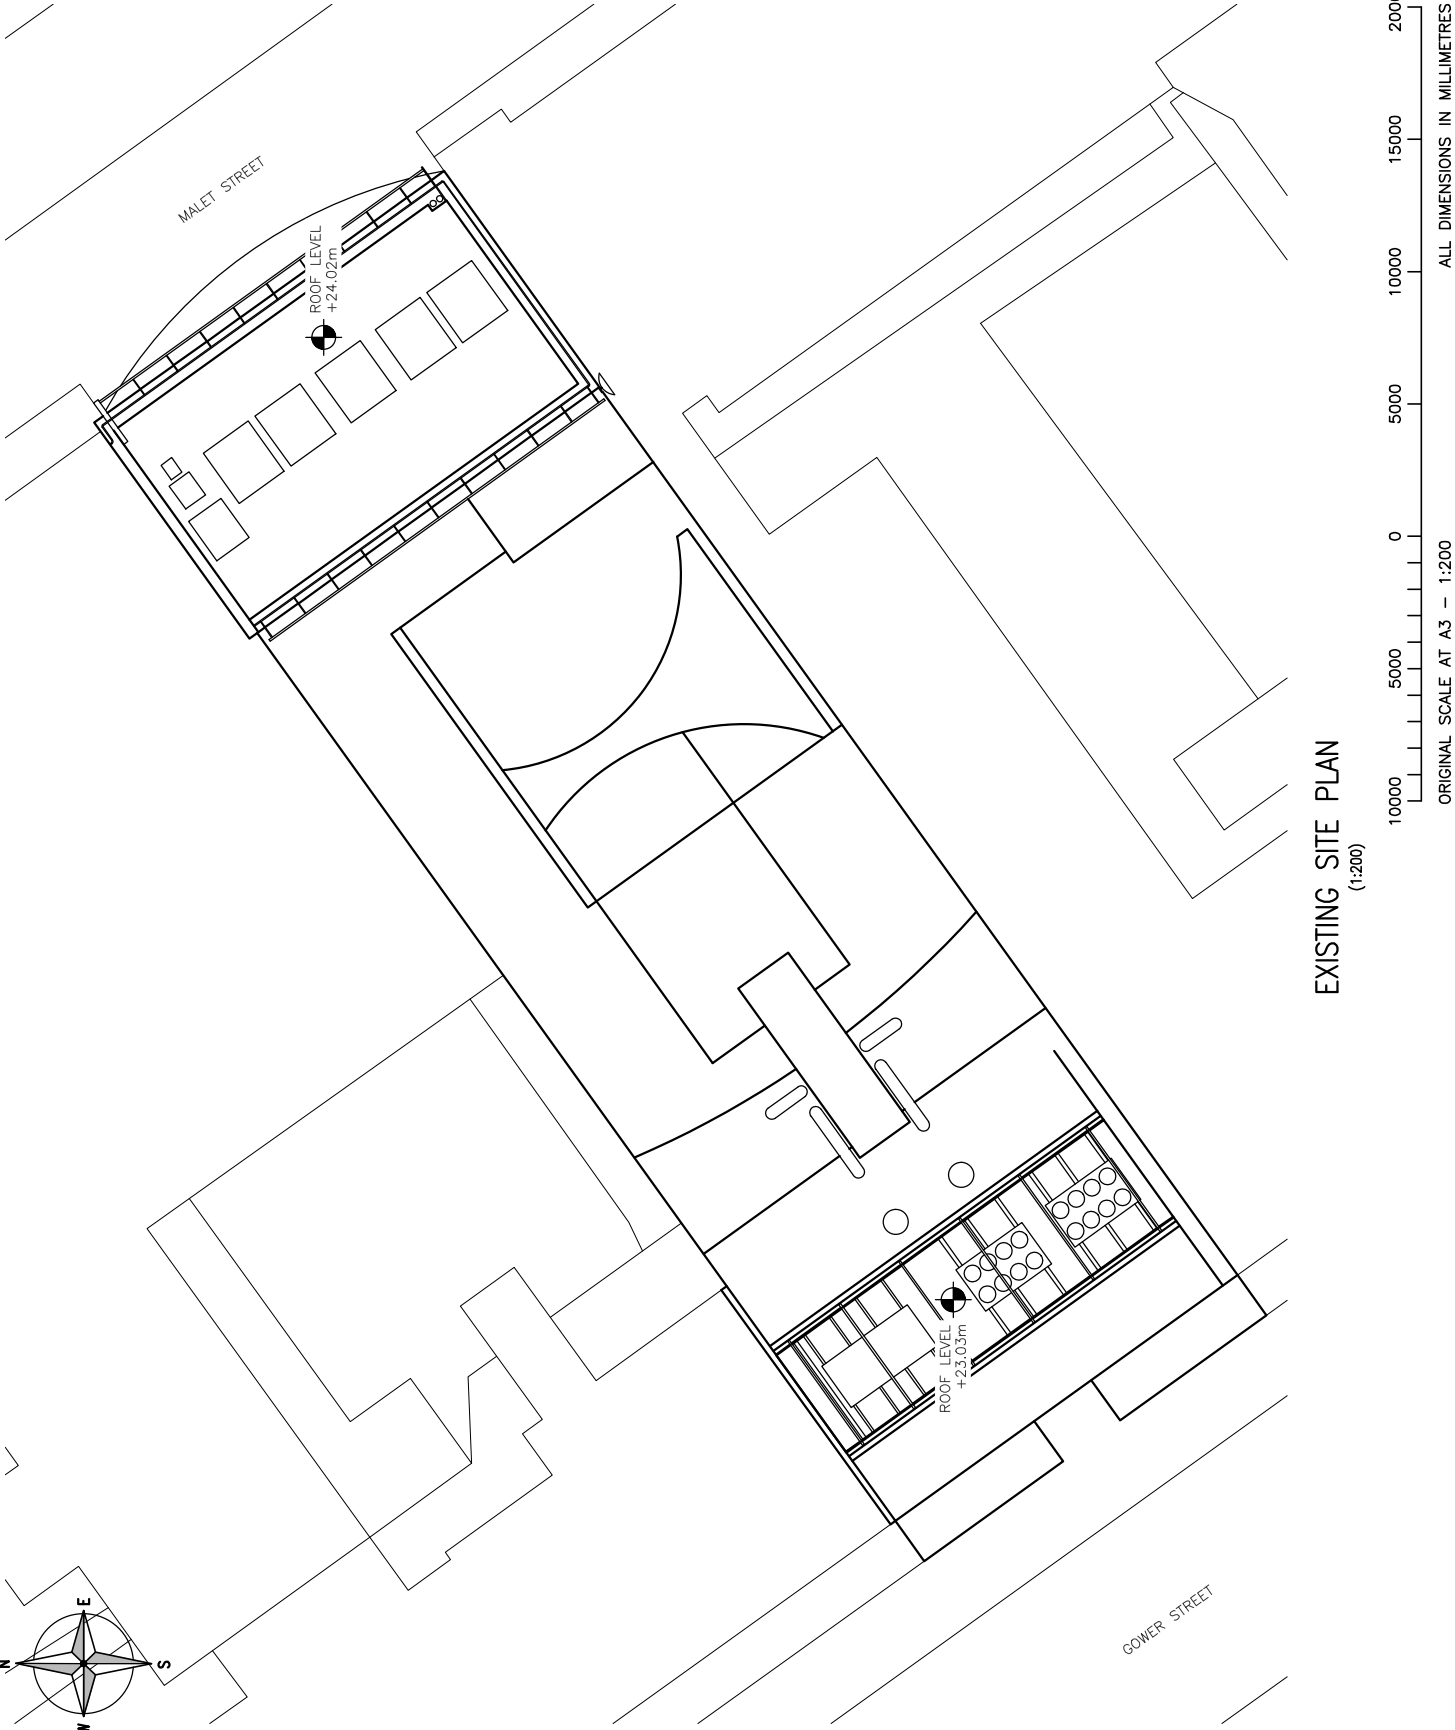 MALET STREET
ROOF LEVEL
+24.02m
ROOF LEVEL
+23.03m
GOWER STREET
N
E
S
W
EXISTING SITE PLAN
(1:200)
10000 5000 0 5000 10000 15000
ORIGINAL SCALE AT A3 - 1:200 ALL DIMENSIONS IN MILLIMETRES